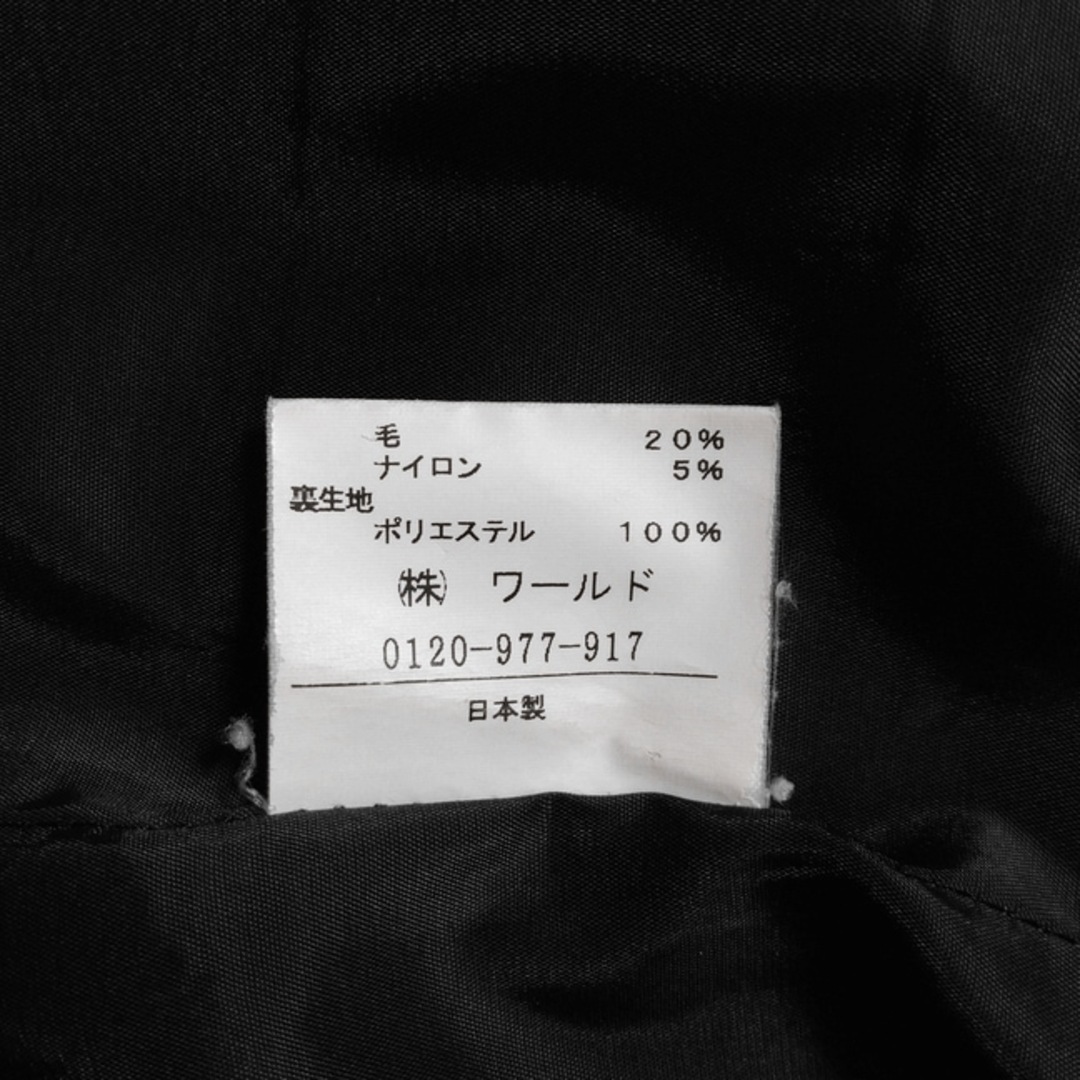 毛 20%
ナイロン 5%
裏生地
ポリエステル 100%
㈱ ワールド
0120-977-917
日本製